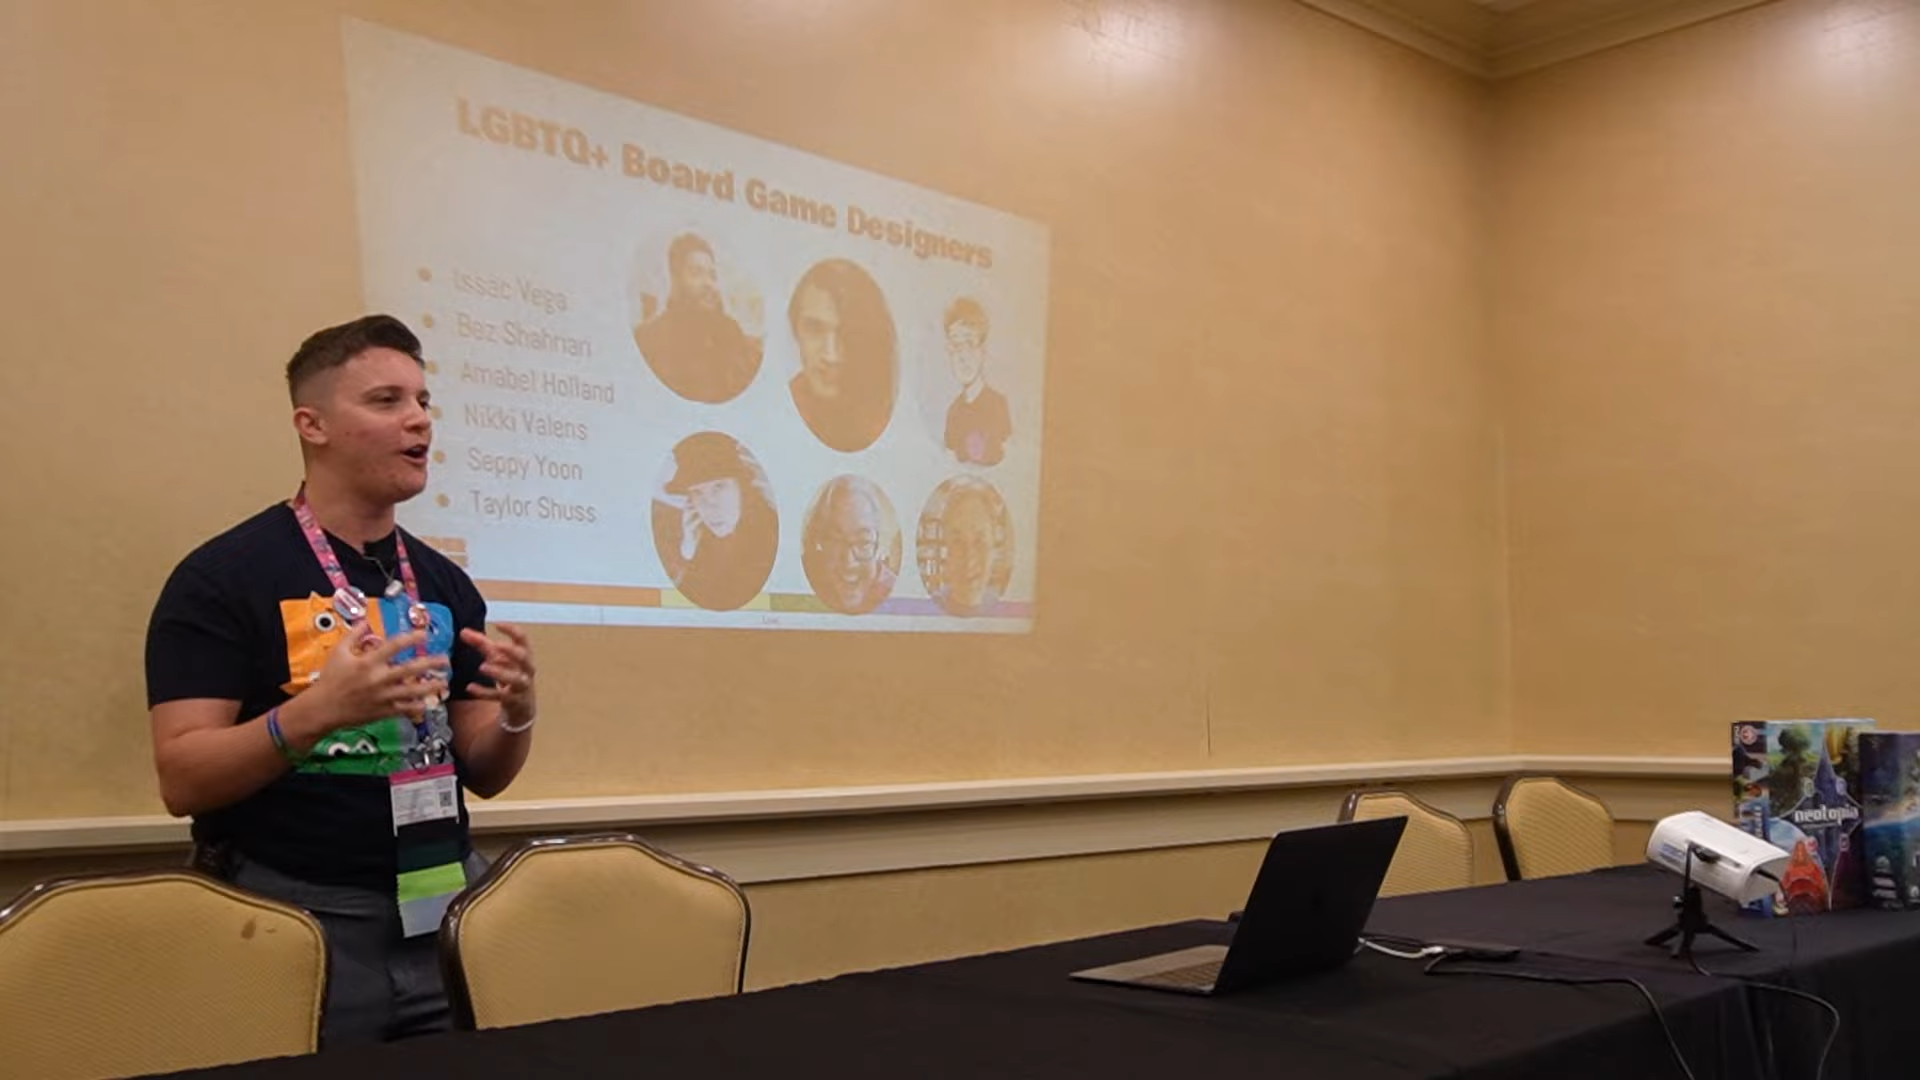 LGBTQ+ Board Game Designers
Issac Vega
Bez Shahriari
Amabel Holland
Nikki Valens
Seppy Yoon
Taylor Shuss
neotopia